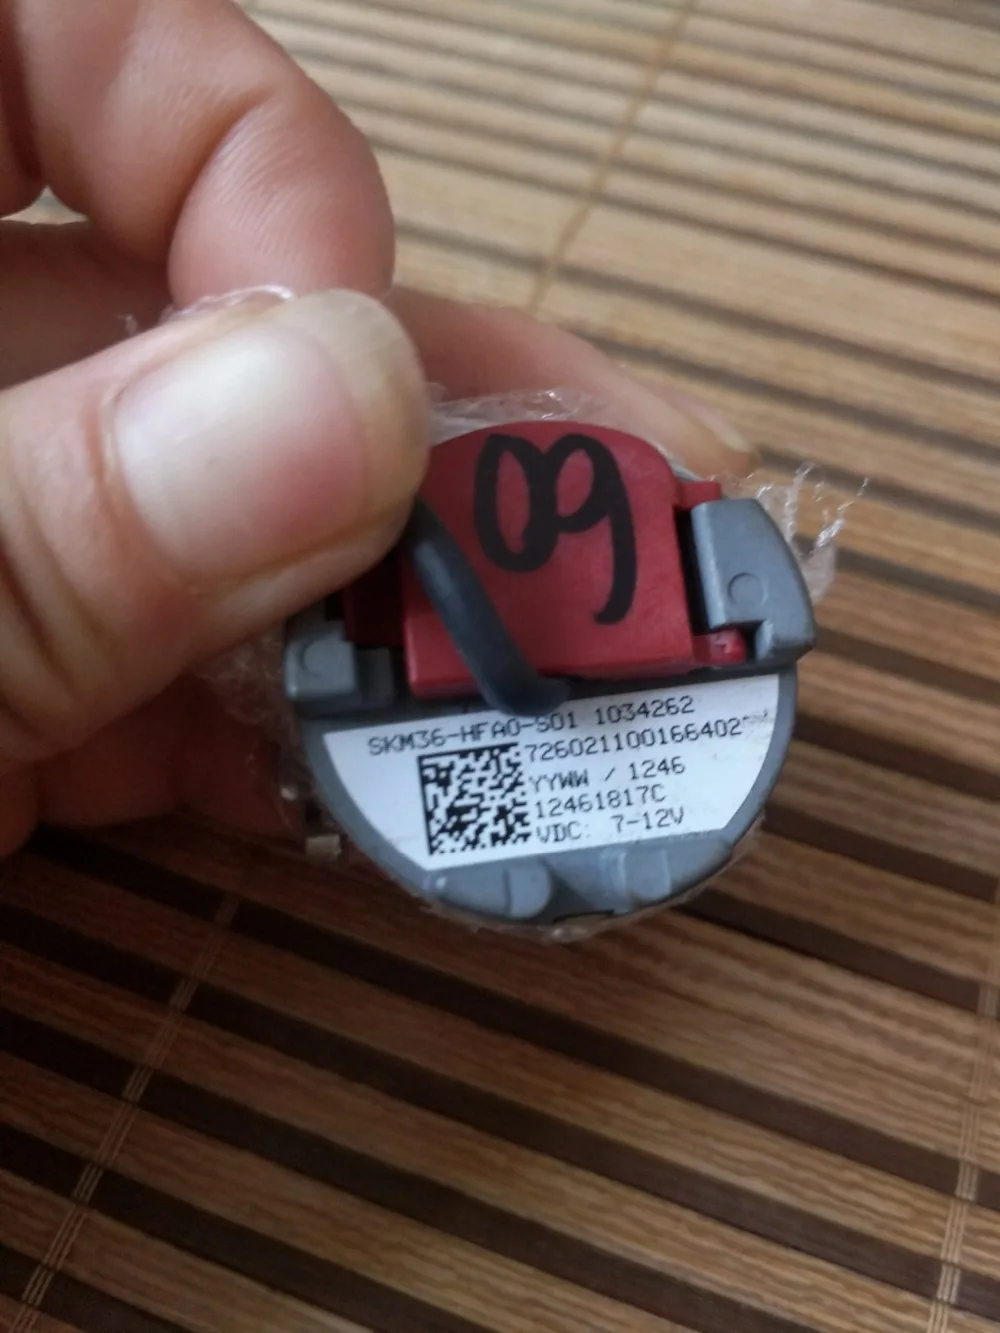 09
SKM36-HFA0-S01 1034262
726021100166402
YYWW / 1246
12461817C
VDC: 7-12V